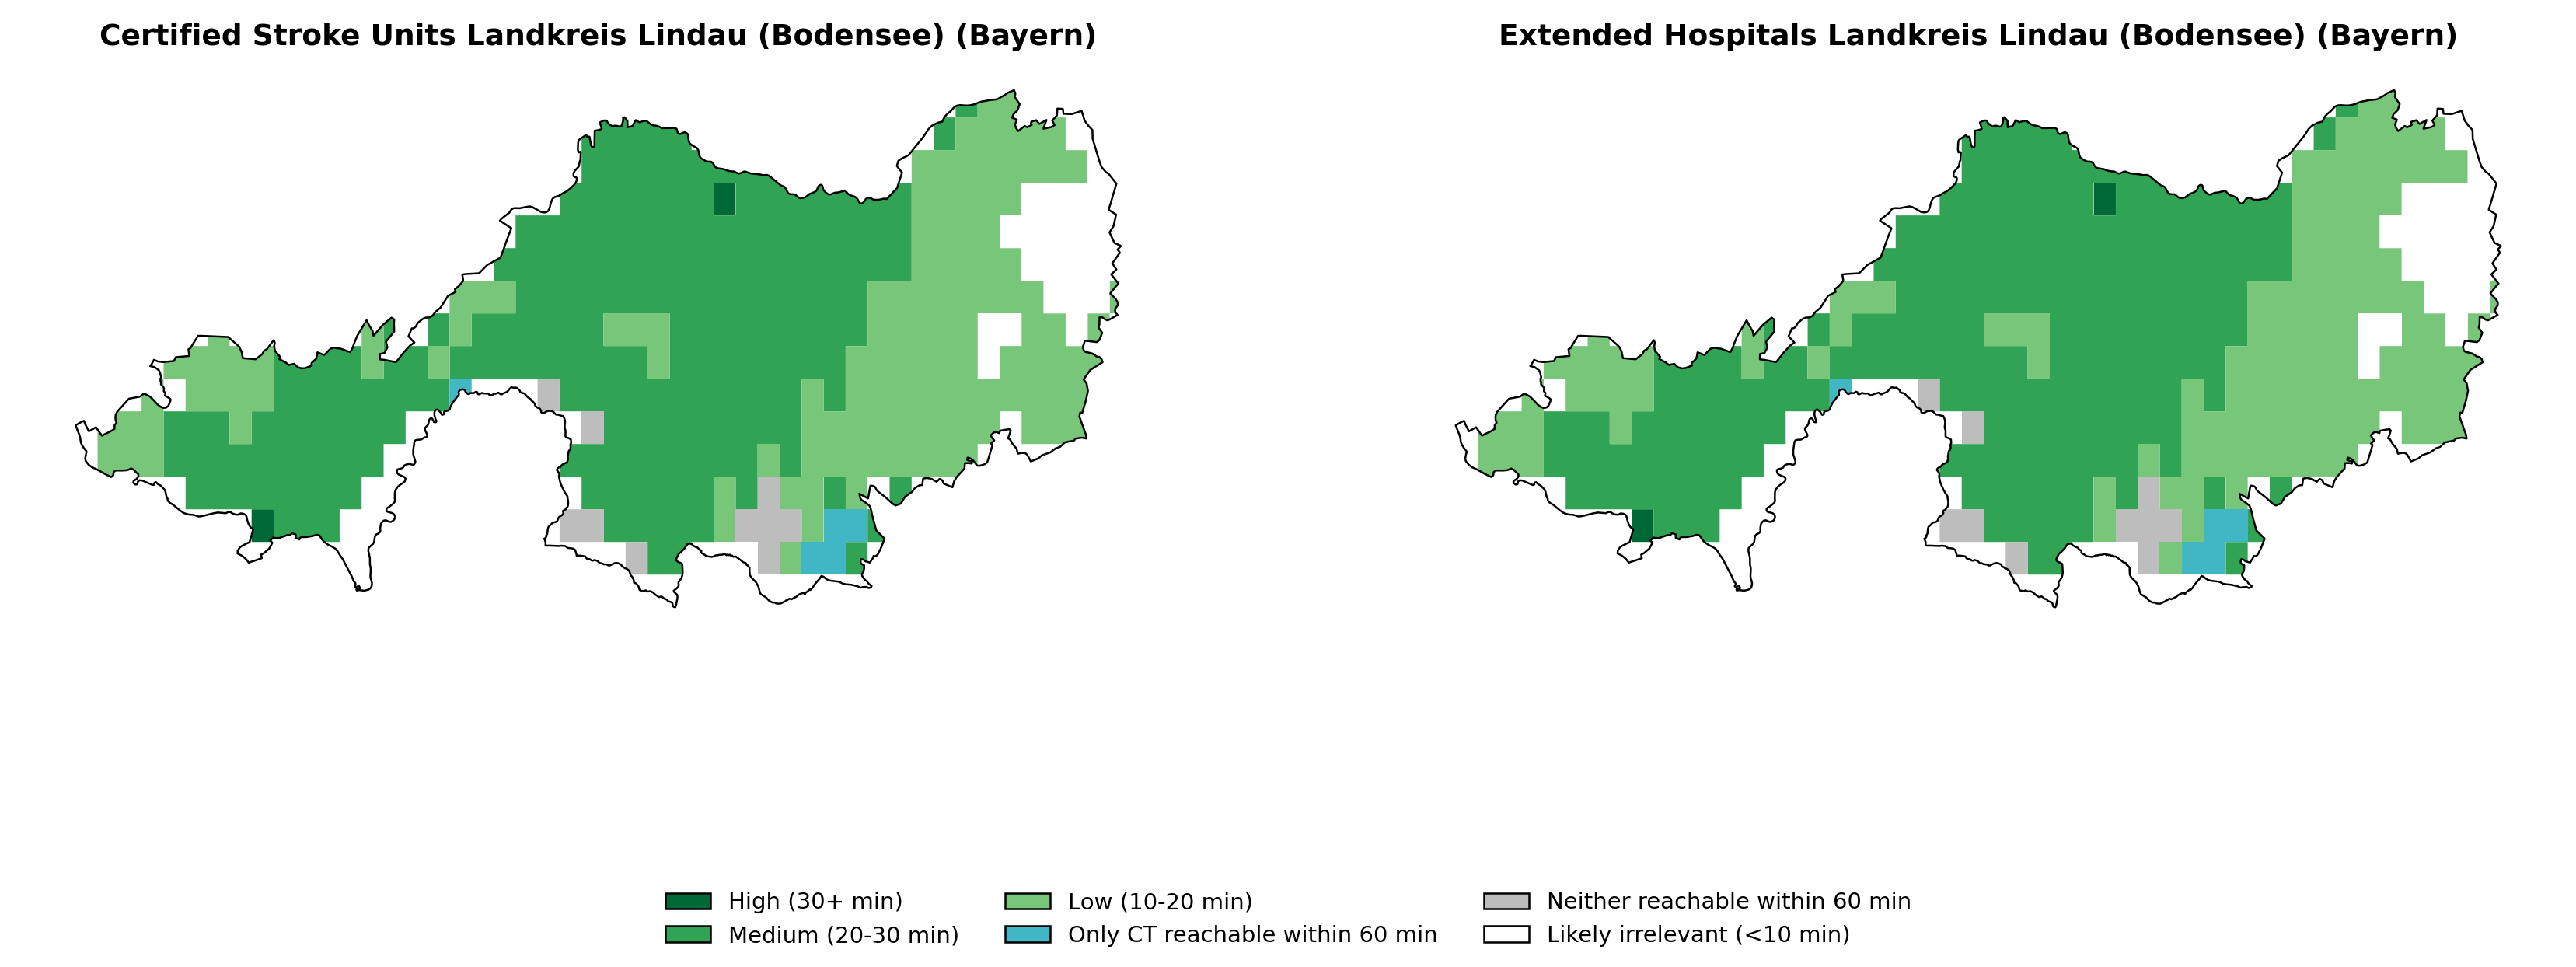 Certified Stroke Units Landkreis Lindau (Bodensee) (Bayern)
Extended Hospitals Landkreis Lindau (Bodensee) (Bayern)
High (30+ min)
Medium (20-30 min)
Low (10-20 min)
Only CT reachable within 60 min
Neither reachable within 60 min
Likely irrelevant (<10 min)